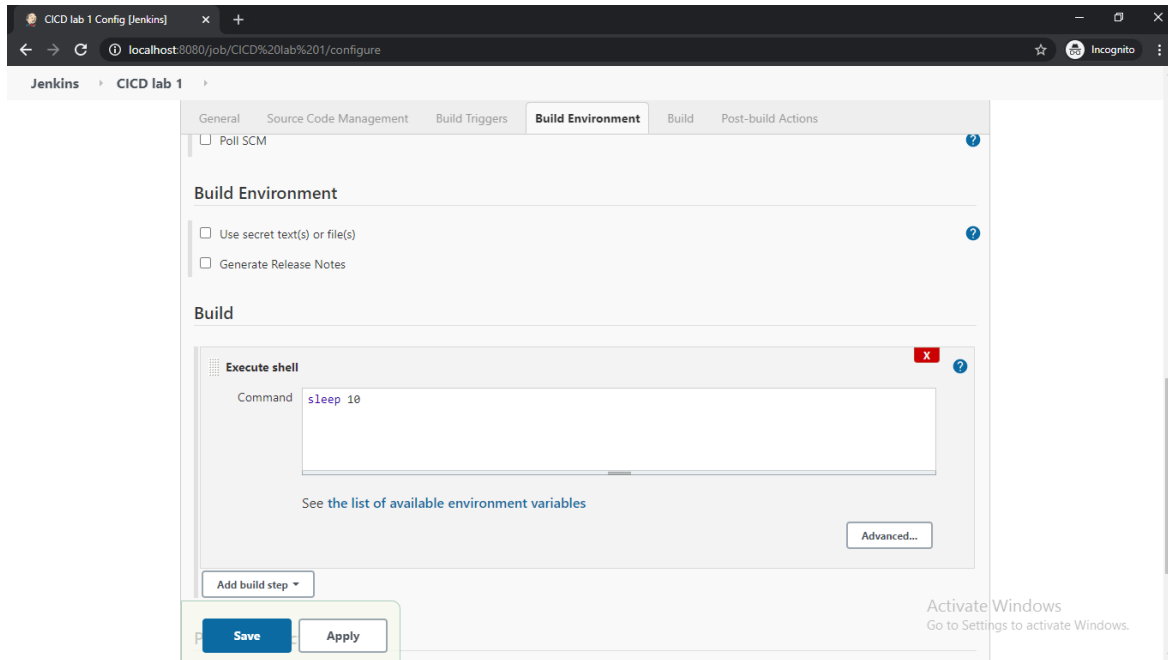 CICD lab 1 Config [Jenkins]
localhost:8080/job/CICD%20lab%201/configure
Incognito
Jenkins CICD lab 1
General Source Code Management Build Triggers Build Environment Build Post-build Actions
Poll SCM
Build Environment
Use secret text(s) or file(s)
Generate Release Notes
Build
X
Execute shell
Command sleep 10
See the list of available environment variables
Advanced...
Add build step
Activate Windows
Go to Settings to activate Windows.
Save Apply